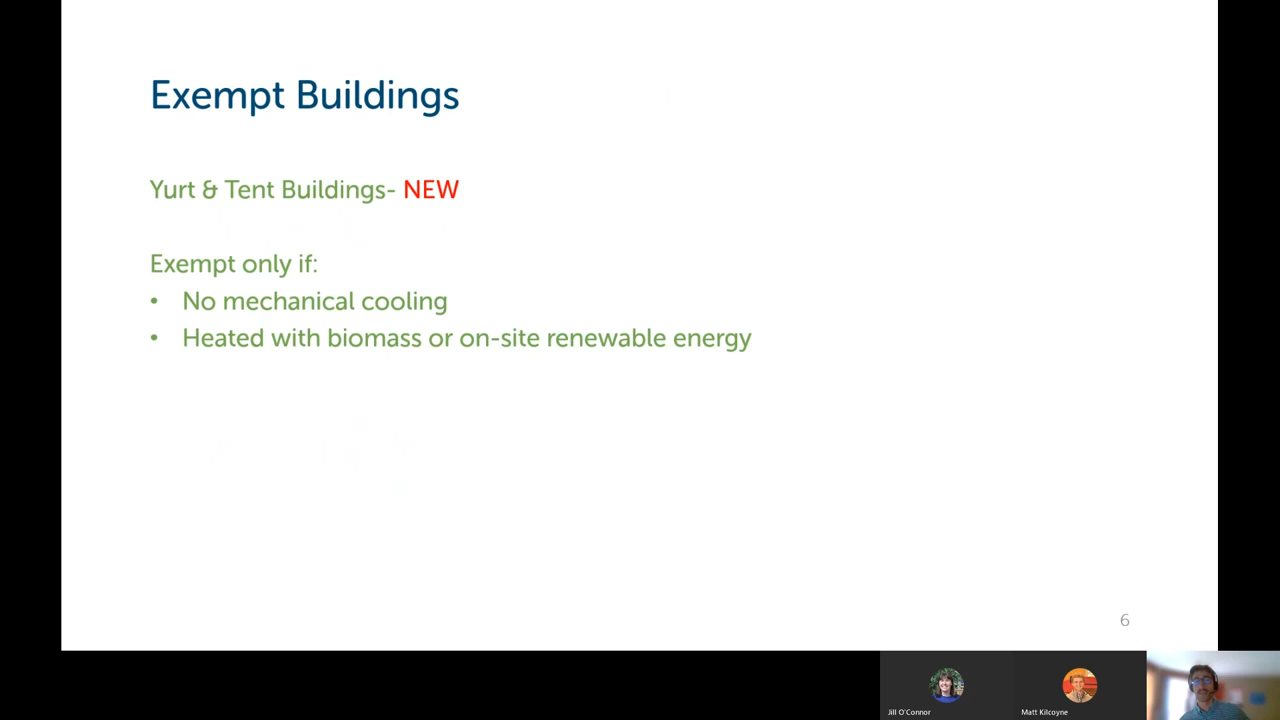 Exempt Buildings
Yurt & Tent Buildings- NEW
Exempt only if:
• No mechanical cooling
• Heated with biomass or on-site renewable energy
6
Jill O'Connor
Matt Kilcoyne